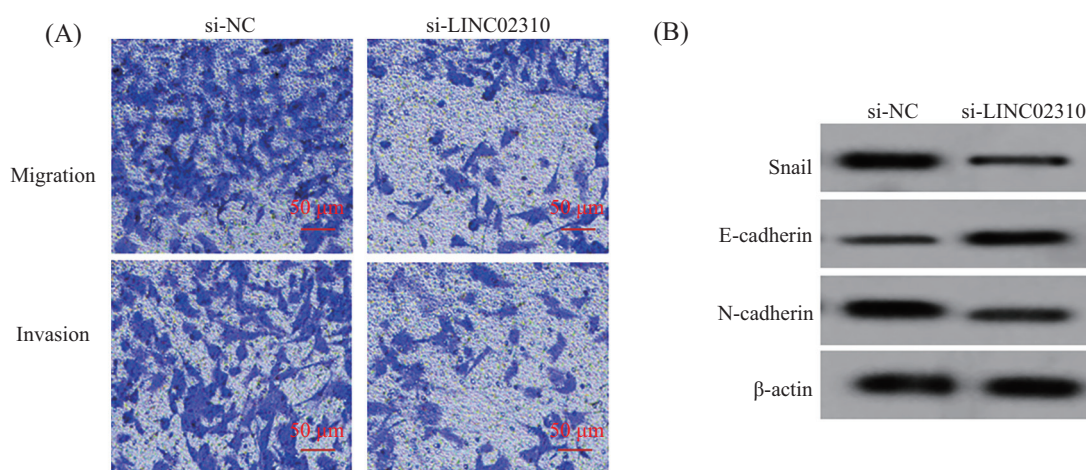 (A)
si-NC
si-LINC02310
Migration
50 μm
50 μm
Invasion
50 μm
50 μm
(B)
si-NC
si-LINC02310
Snail
E-cadherin
N-cadherin
β-actin